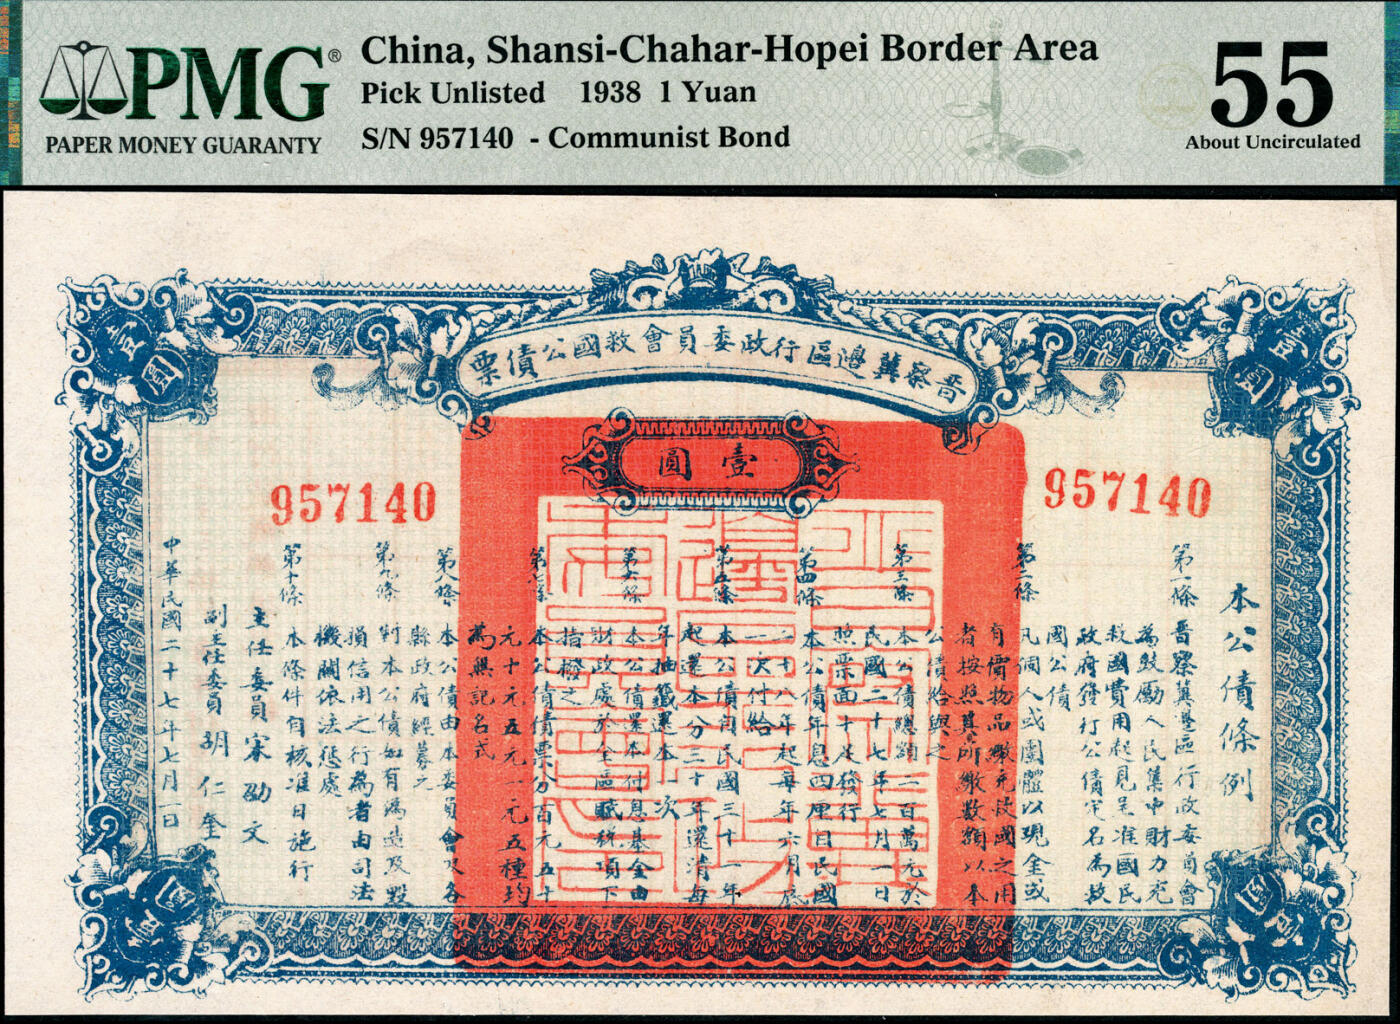 PMG®
PAPER MONEY GUARANTY
China, Shansi-Chahar-Hopei Border Area
Pick Unlisted 1938 1 Yuan
S/N 957140 - Communist Bond
55
About Uncirculated
晉察冀邊區行政委員會救國公債票
壹圓
壹圓
壹圓
壹圓
壹圓
957140
957140
本公債條例
第一條 晉察冀邊區行政委員會
為鼓勵人民集中財力充
救國費用起見呈准國民
政府發行公債定名為救
國公債
第二條 凡個人或團體以現金或
有價物品繳充救國之用
者按照其所繳數額以本
公債給與之
第三條 本公債總額二百萬元於
民國二十七年七月一日
照票面十足發行
第四條 本公債年息四厘自民國
二十八年起每年六月底
一次付給
第五條 本公債自民國三十一年
起還本分三十年還清每
年抽籤還本一次
第六條 本公債還本付息基金由
財政處於全區賦稅項下
指撥之
第七條 本公債債票分百元五十
元十元五元一元五種均
為無記名式
第八條 本公債由本委員會及各
縣政府經募之
第九條 對本公債如有偽造及毀
損信用之行為者由司法
機關依法懲處
第十條 本條件自核准日施行
主任委員宋劭文
副主任委員胡仁奎
中華民國二十七年七月一日